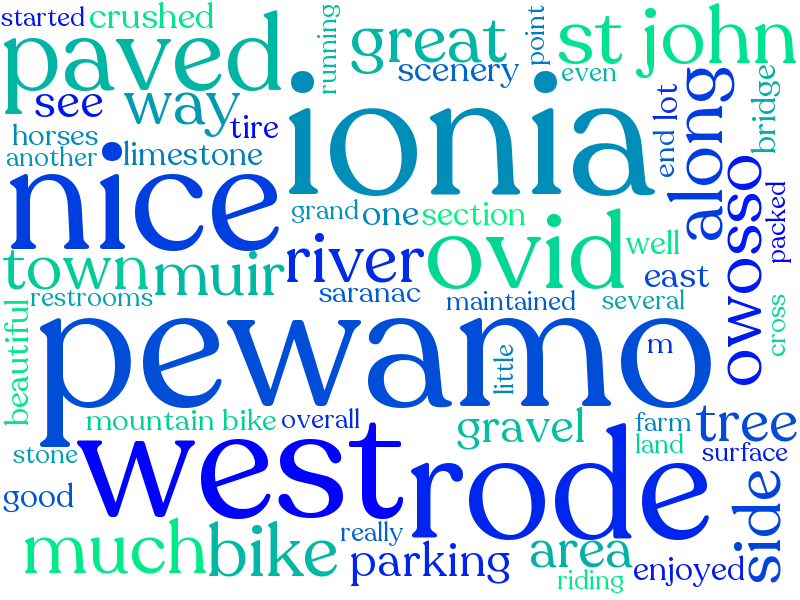 started
crushed
running
great
scenery
point
st john
even
paved
see
way
tire
ionia
end lot
along
bridge
horses
another
limestone
nice
grand
one
section
ovid
well
owosso
packed
town
muir
river
saranac
east
restrooms
maintained
several
cross
beautiful
pewamo
little
m
mountain bike
overall
gravel
farm
land
tree
surface
stone
good
west
rode
side
much
bike
really
parking
area
riding
enjoyed